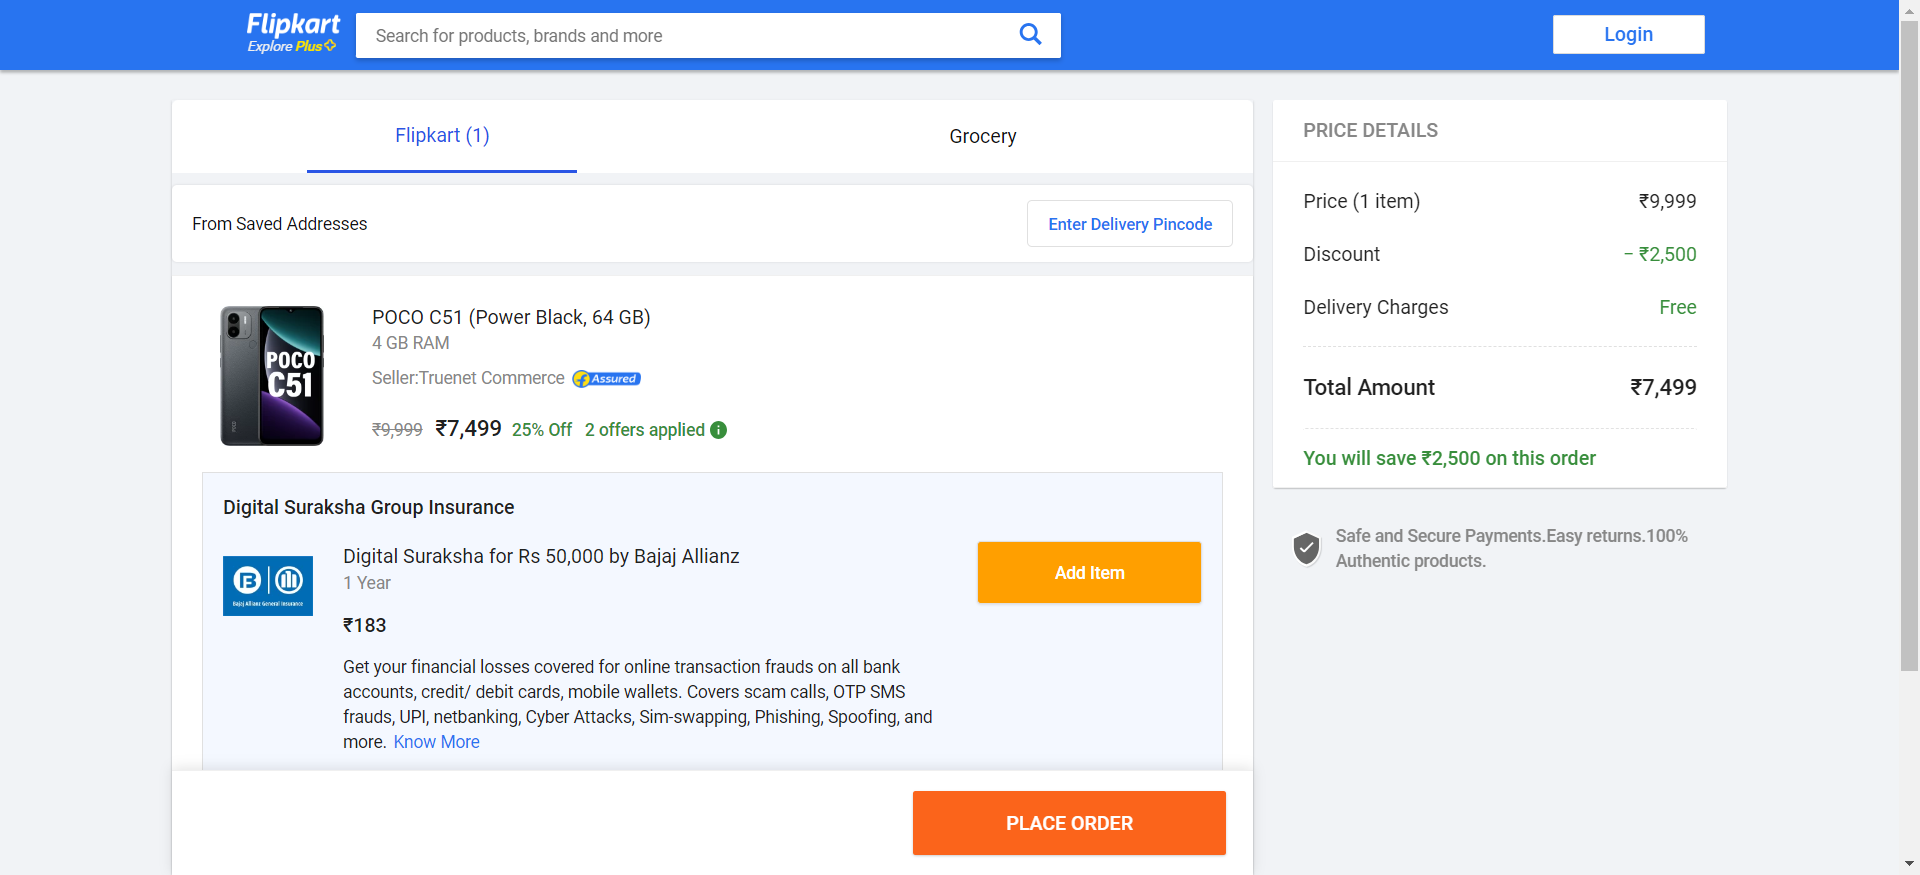 Flipkart
Explore Plus
Search for products, brands and more
Login
Flipkart (1)
Grocery
From Saved Addresses
Enter Delivery Pincode
POCO C51
POCO C51 (Power Black, 64 GB)
4 GB RAM
Seller:Truenet Commerce
Assured
₹9,999 ₹7,499 25% Off 2 offers applied
Digital Suraksha Group Insurance
Bajaj Allianz General Insurance
Digital Suraksha for Rs 50,000 by Bajaj Allianz
1 Year
₹183
Add Item
Get your financial losses covered for online transaction frauds on all bank
accounts, credit/ debit cards, mobile wallets. Covers scam calls, OTP SMS
frauds, UPI, netbanking, Cyber Attacks, Sim-swapping, Phishing, Spoofing, and
more. Know More
PLACE ORDER
PRICE DETAILS
Price (1 item) ₹9,999
Discount − ₹2,500
Delivery Charges Free
Total Amount ₹7,499
You will save ₹2,500 on this order
Safe and Secure Payments.Easy returns.100%
Authentic products.